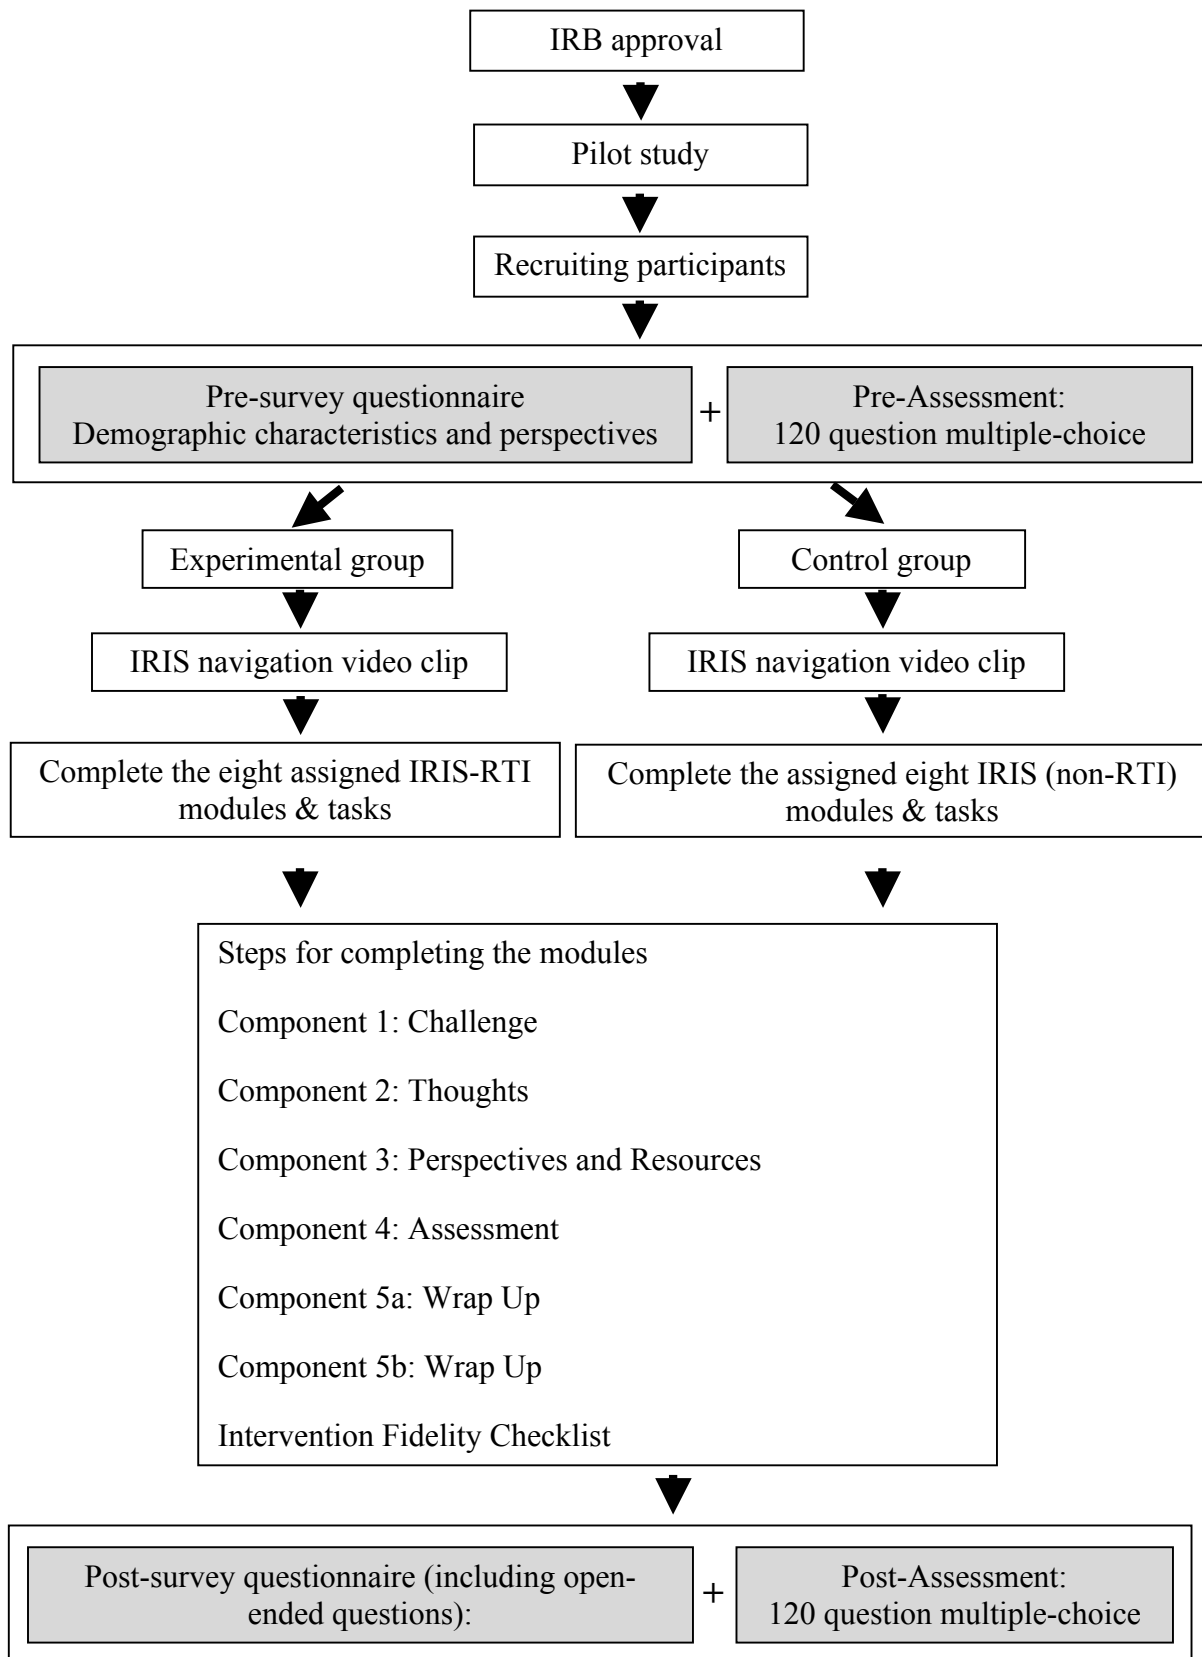 IRB approval
Pilot study
Recruiting participants
Pre-survey questionnaire
Demographic characteristics and perspectives
+
Pre-Assessment:
120 question multiple-choice
Experimental group
Control group
IRIS navigation video clip
IRIS navigation video clip
Complete the eight assigned IRIS-RTI
modules & tasks
Complete the assigned eight IRIS (non-RTI)
modules & tasks
Steps for completing the modules
Component 1: Challenge
Component 2: Thoughts
Component 3: Perspectives and Resources
Component 4: Assessment
Component 5a: Wrap Up
Component 5b: Wrap Up
Intervention Fidelity Checklist
Post-survey questionnaire (including open-
ended questions):
+
Post-Assessment:
120 question multiple-choice